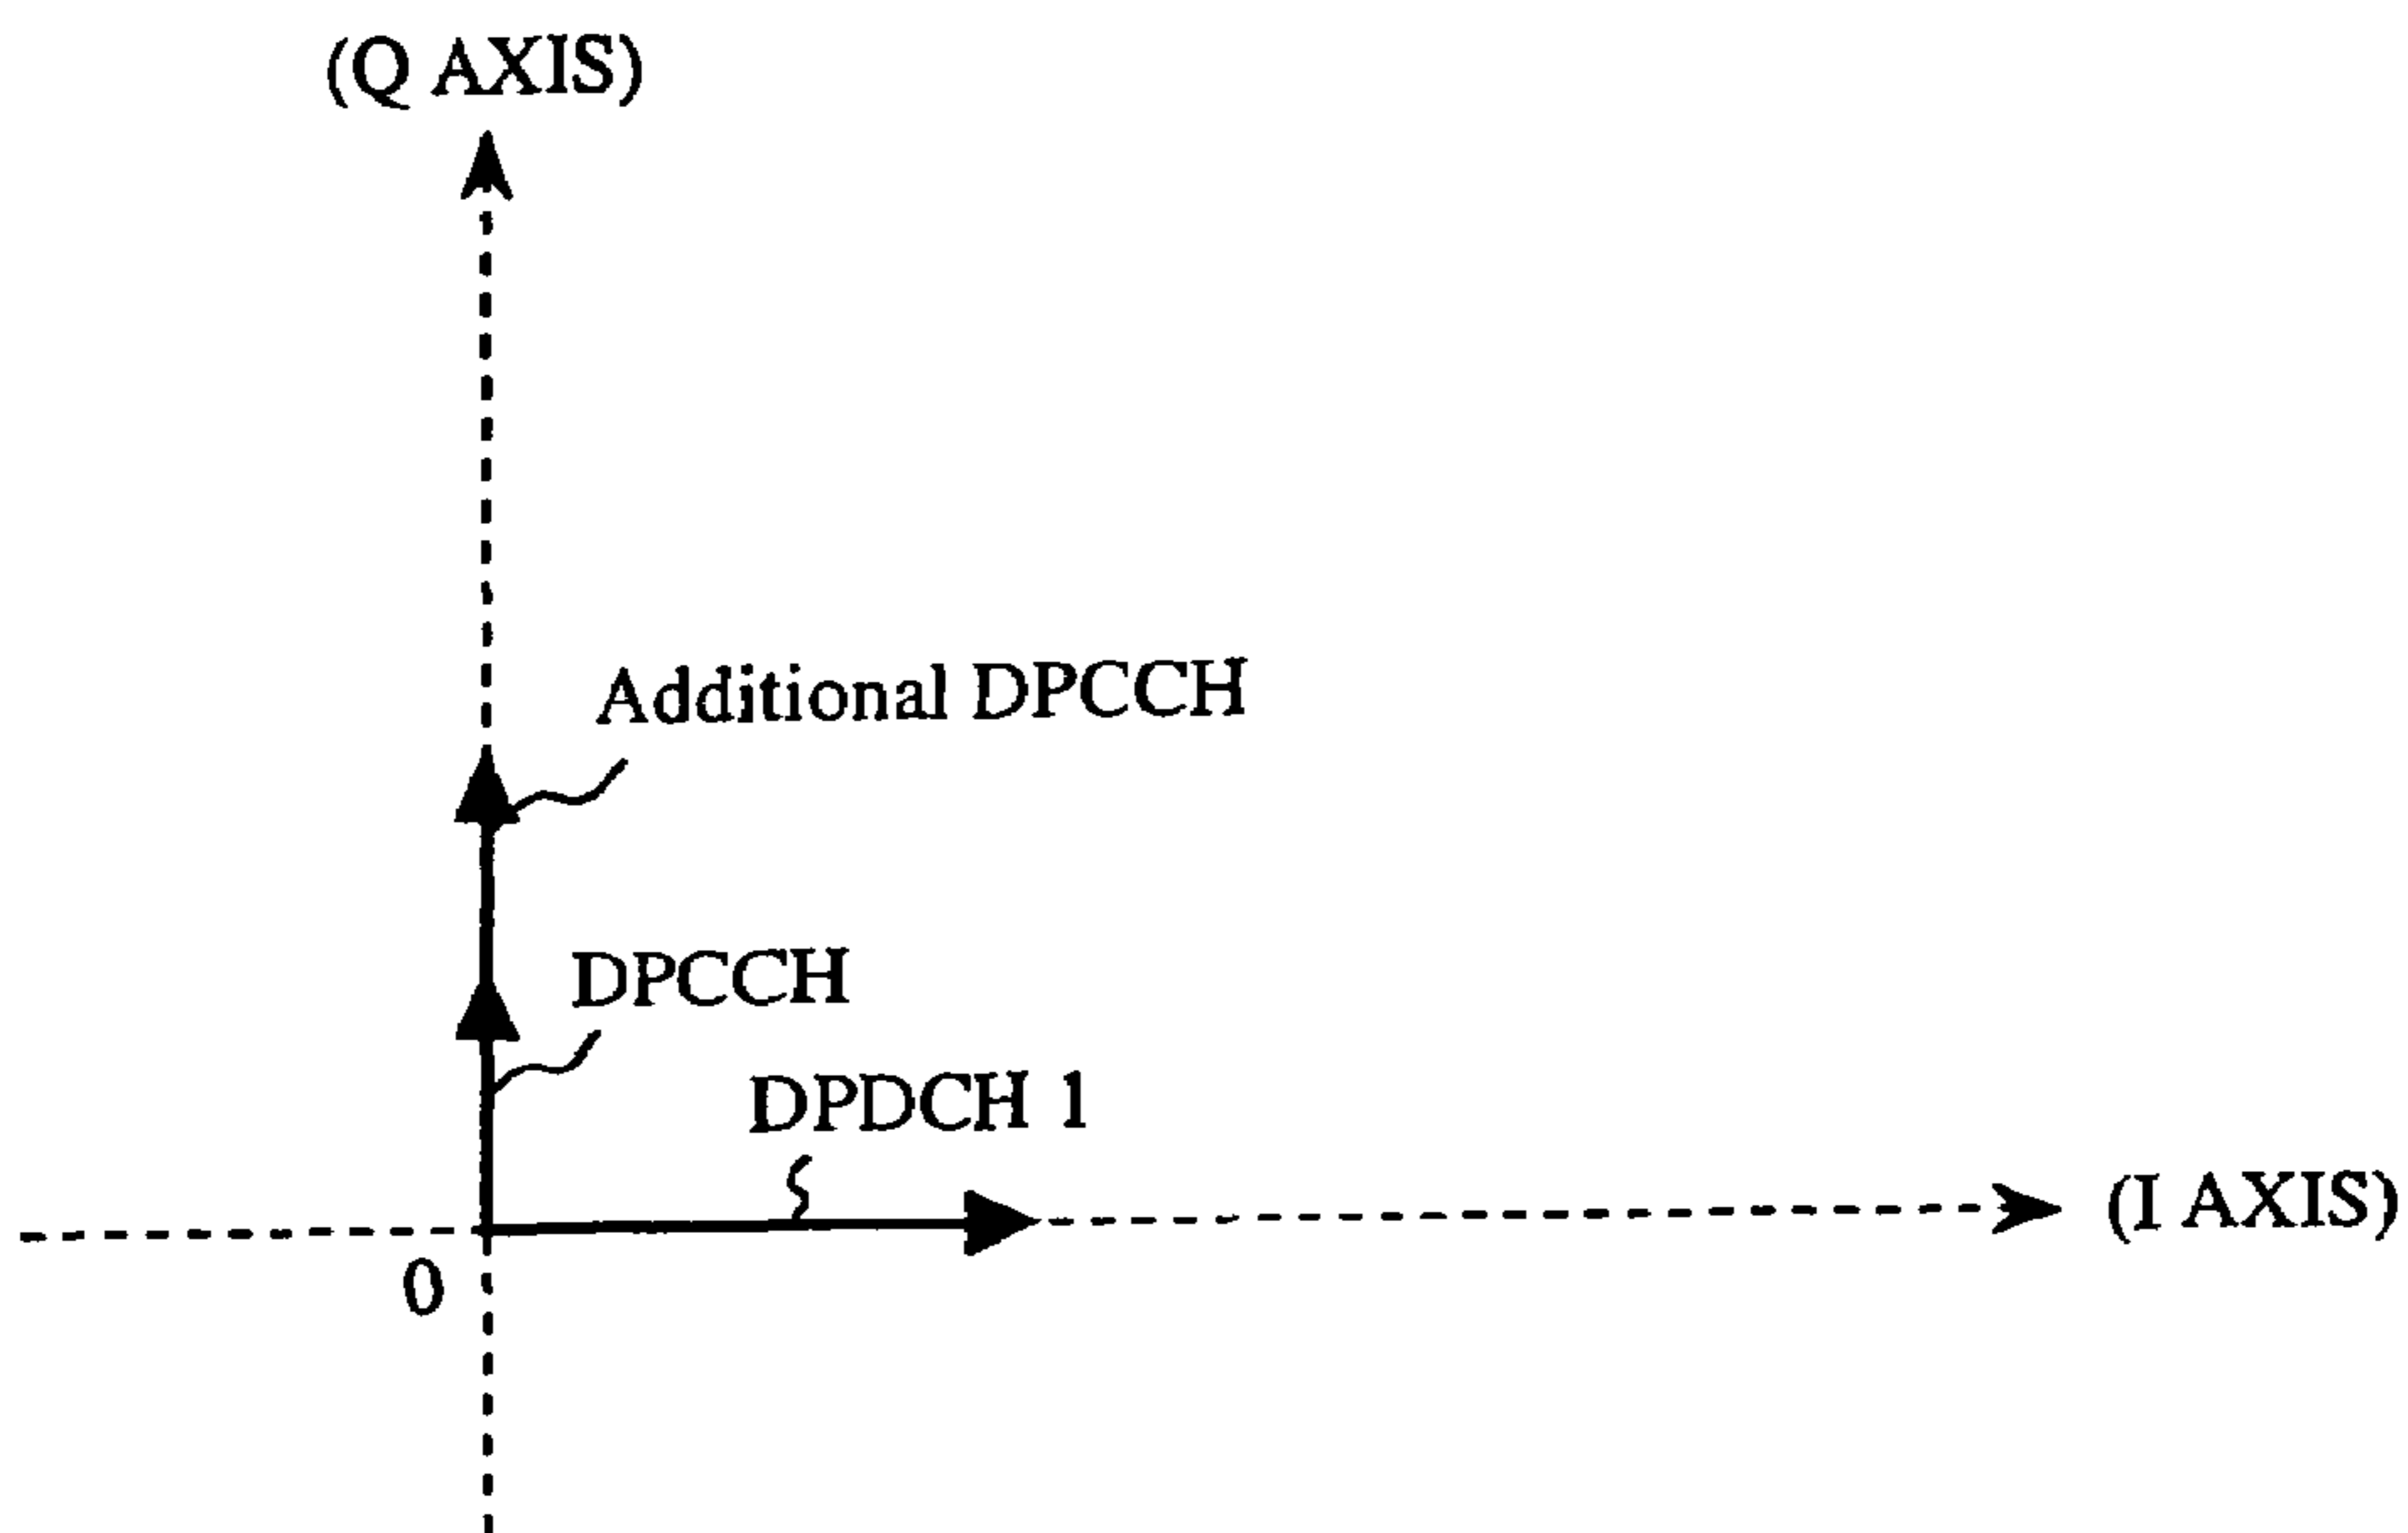 (Q AXIS)
Additional DPCCH
DPCCH
DPDCH 1
(I AXIS)
0